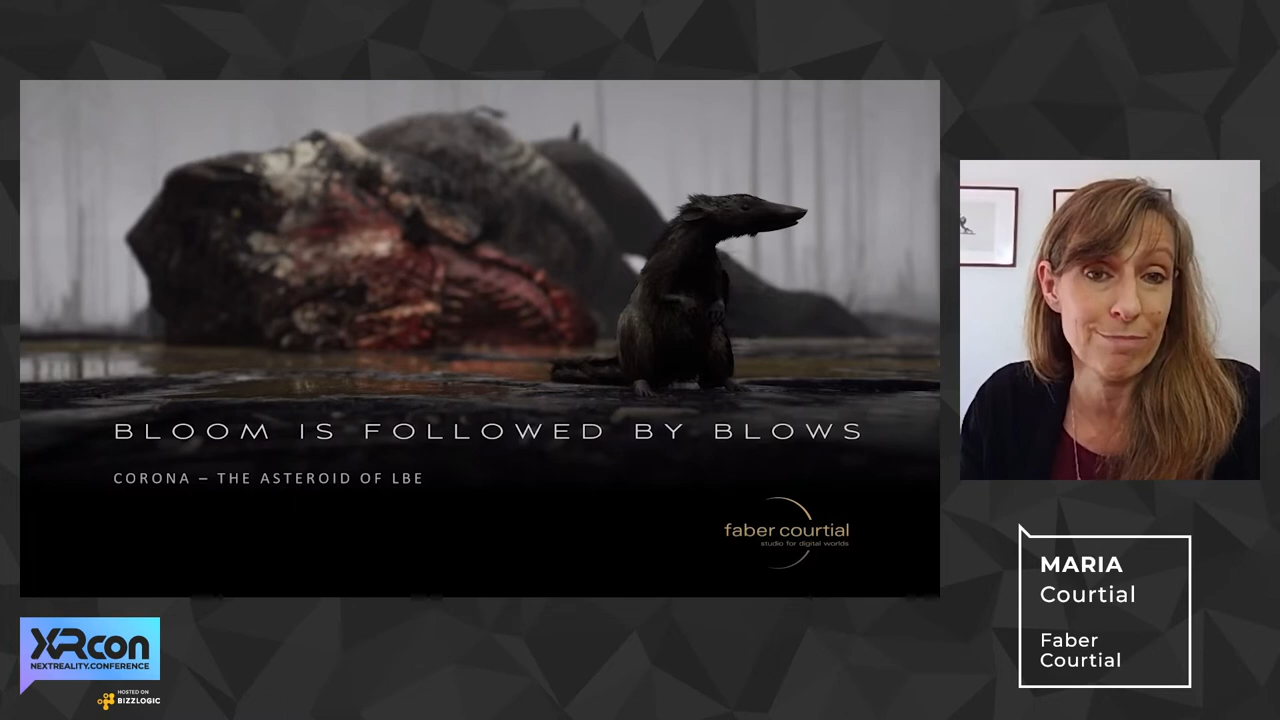 BLOOM IS FOLLOWED BY BLOWS
CORONA – THE ASTEROID OF LBE
faber courtial
studio for digital worlds
MARIA
Courtial
Faber
Courtial
XRcon
NEXTREALITY.CONFERENCE
HOSTED ON
BIZZLOGIC